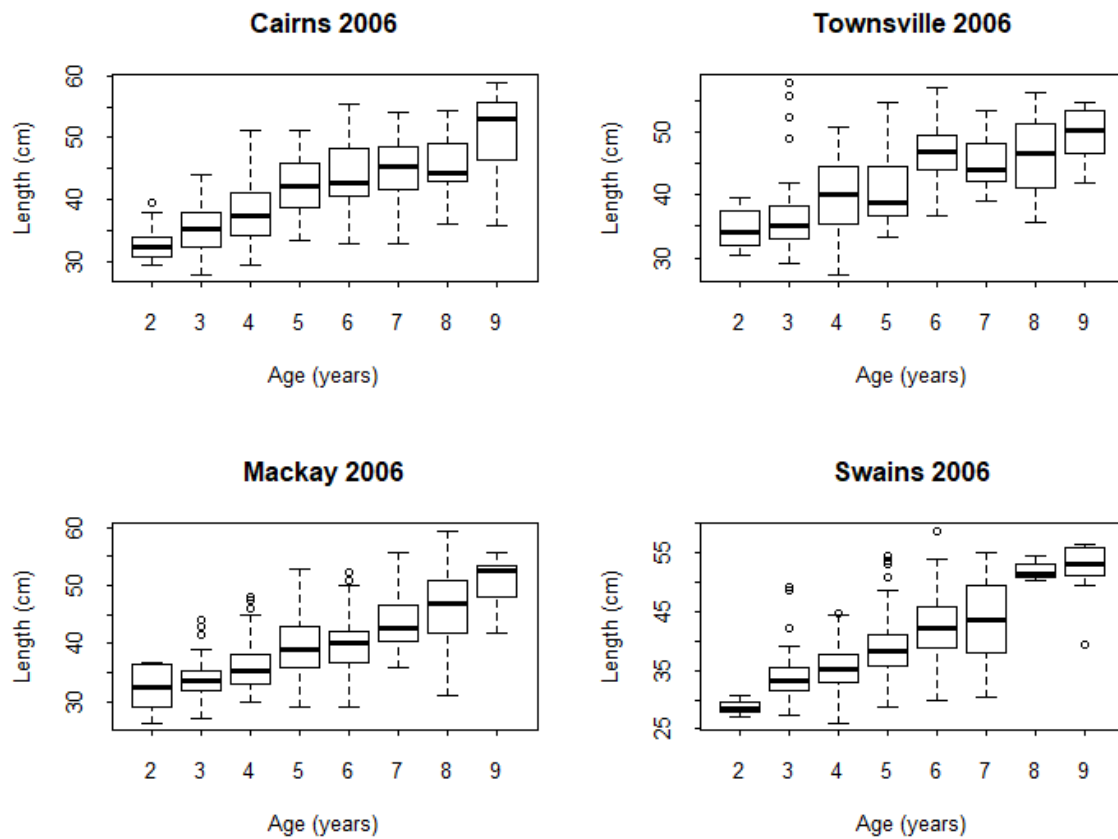 Cairns 2006
Length (cm)
60
50
40
30
2 3 4 5 6 7 8 9
Age (years)
Townsville 2006
Length (cm)
50
40
30
2 3 4 5 6 7 8 9
Age (years)
Mackay 2006
Length (cm)
60
50
40
30
2 3 4 5 6 7 8 9
Age (years)
Swains 2006
Length (cm)
55
45
35
25
2 3 4 5 6 7 8 9
Age (years)